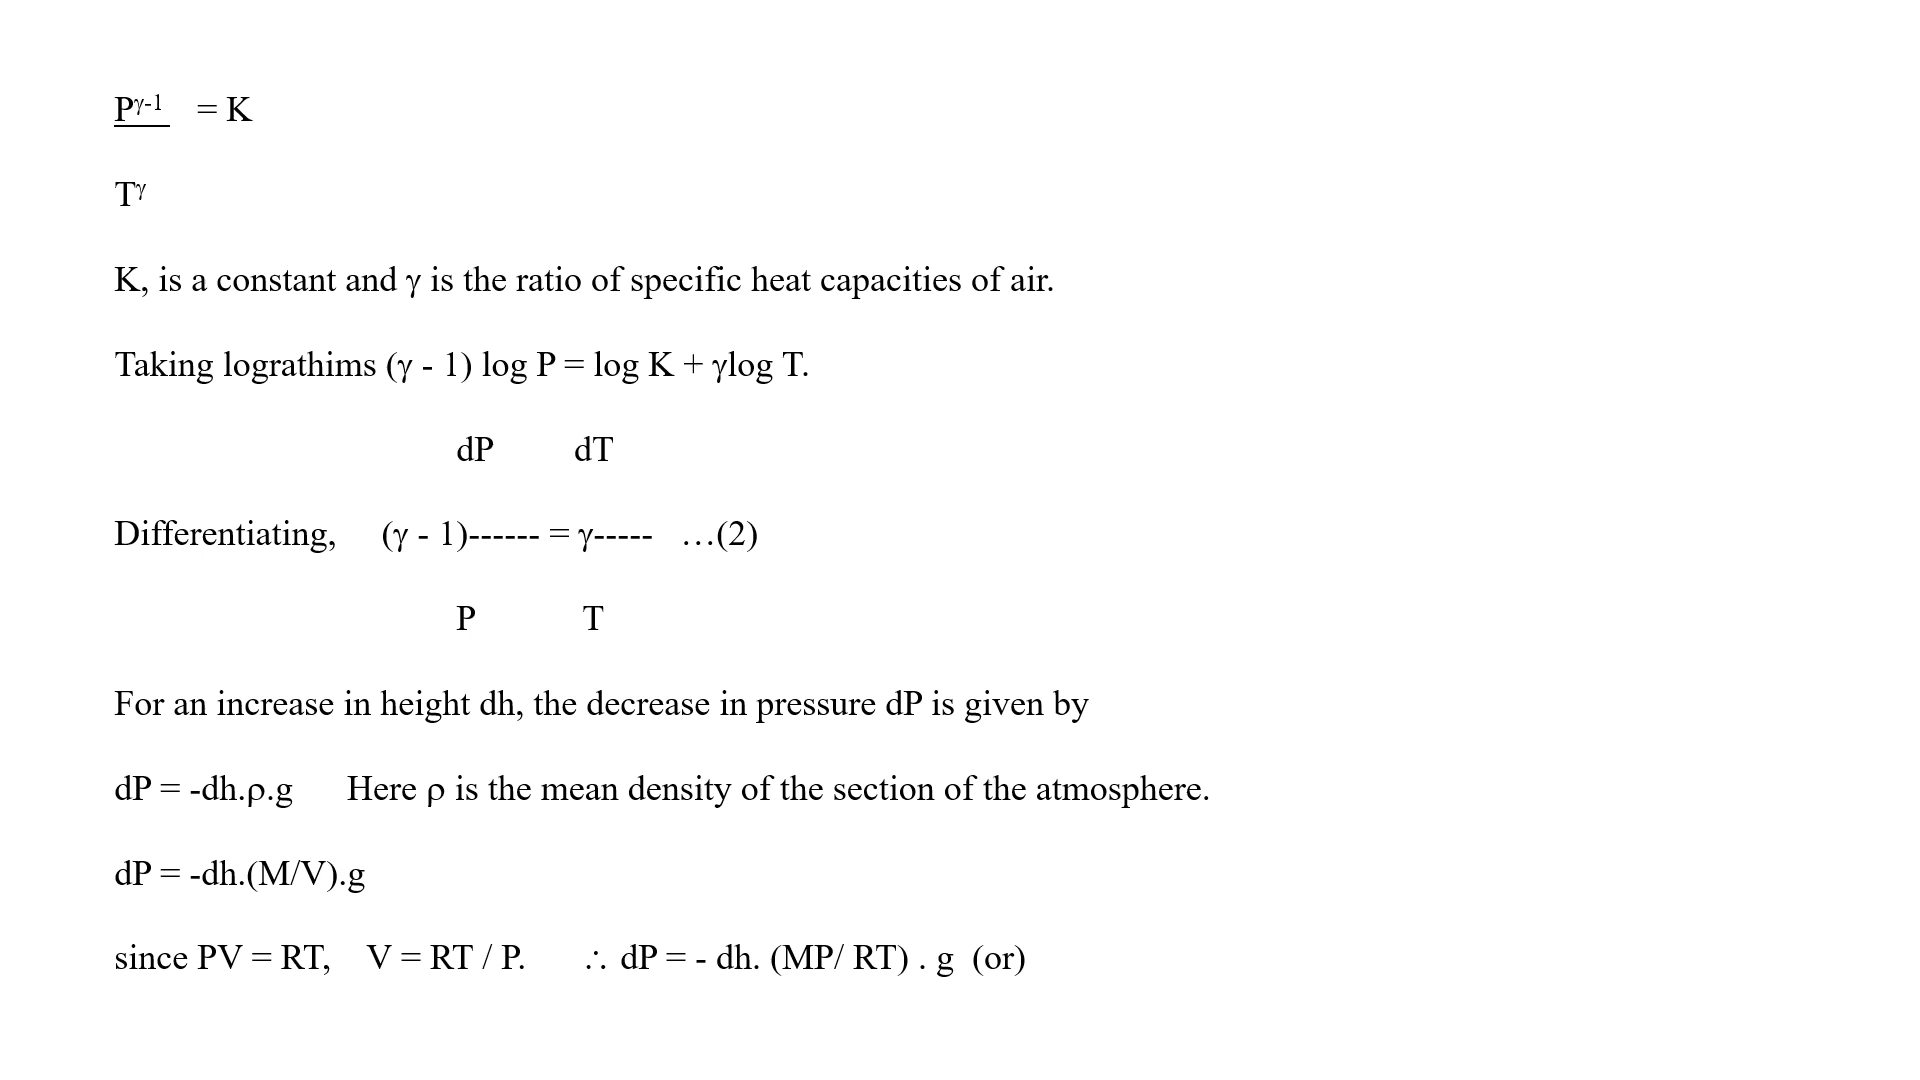 P^γ-1 = K
T^γ
K, is a constant and γ is the ratio of specific heat capacities of air.
Taking lograthims (γ - 1) log P = log K + γlog T.
dP dT
Differentiating, (γ - 1)------ = γ----- …(2)
P T
For an increase in height dh, the decrease in pressure dP is given by
dP = -dh.ρ.g Here ρ is the mean density of the section of the atmosphere.
dP = -dh.(M/V).g
since PV = RT, V = RT / P. ∴ dP = - dh. (MP/ RT) . g (or)